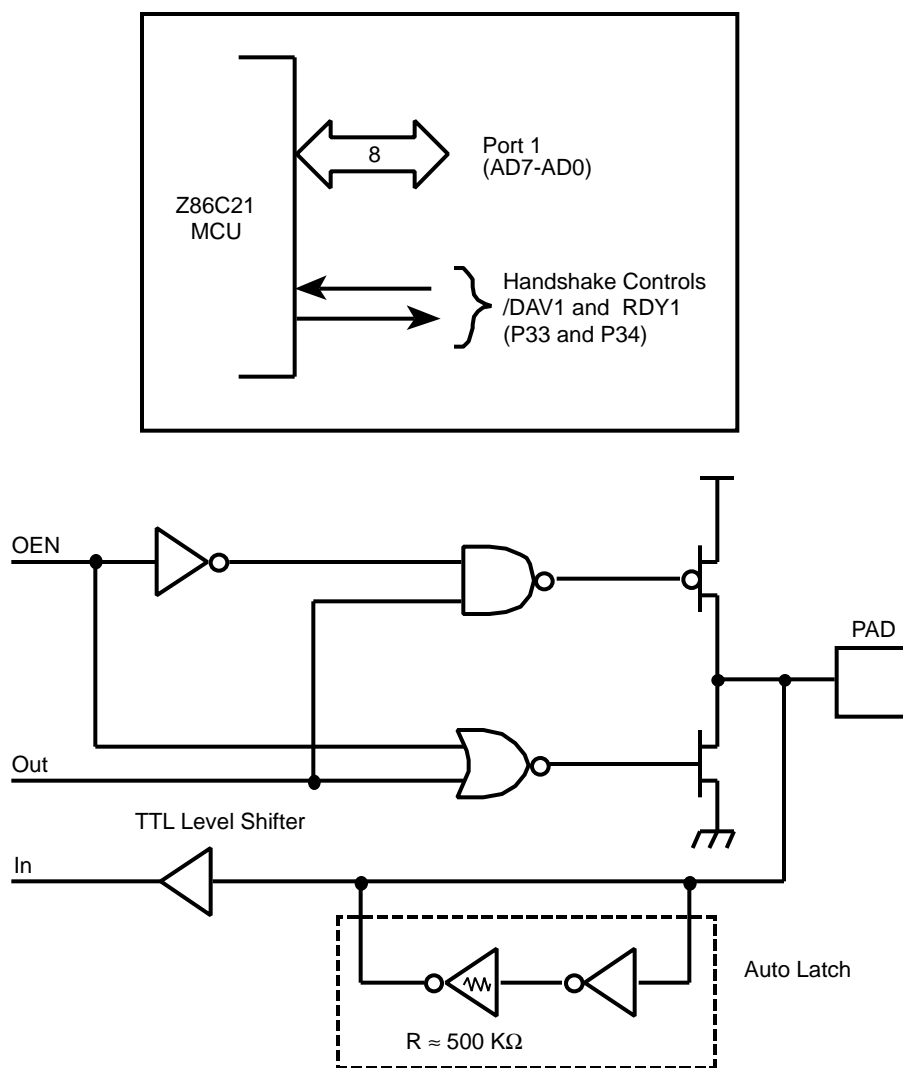 Z86C21
MCU
8
Port 1
(AD7-AD0)
Handshake Controls
/DAV1 and RDY1
(P33 and P34)
OEN
PAD
Out
TTL Level Shifter
In
Auto Latch
R ≈ 500 KΩ